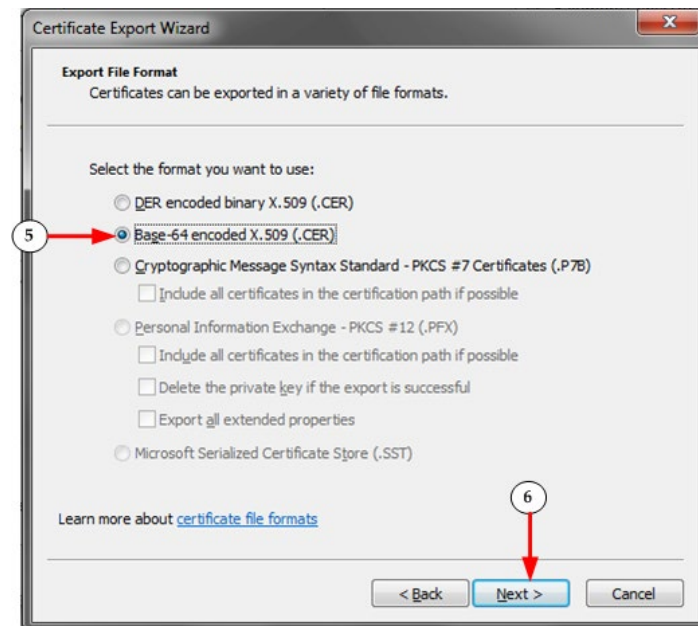 Certificate Export Wizard
Export File Format
Certificates can be exported in a variety of file formats.
Select the format you want to use:
DER encoded binary X.509 (.CER)
5
Base-64 encoded X.509 (.CER)
Cryptographic Message Syntax Standard - PKCS #7 Certificates (.P7B)
Include all certificates in the certification path if possible
Personal Information Exchange - PKCS #12 (.PFX)
Include all certificates in the certification path if possible
Delete the private key if the export is successful
Export all extended properties
Microsoft Serialized Certificate Store (.SST)
6
Learn more about certificate file formats
< Back Next > Cancel